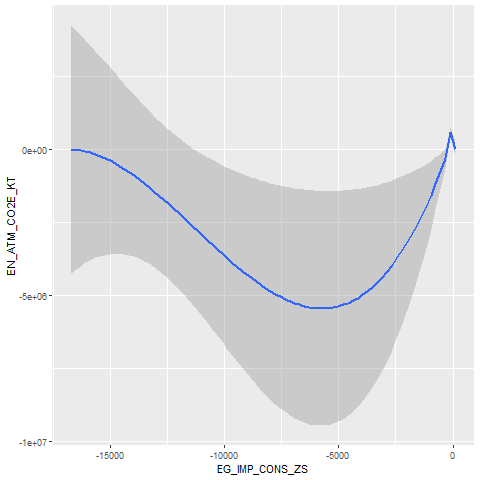 EN_ATM_CO2E_KT
0e+00
-5e+06
-1e+07
-15000
-10000
-5000
0
EG_IMP_CONS_ZS